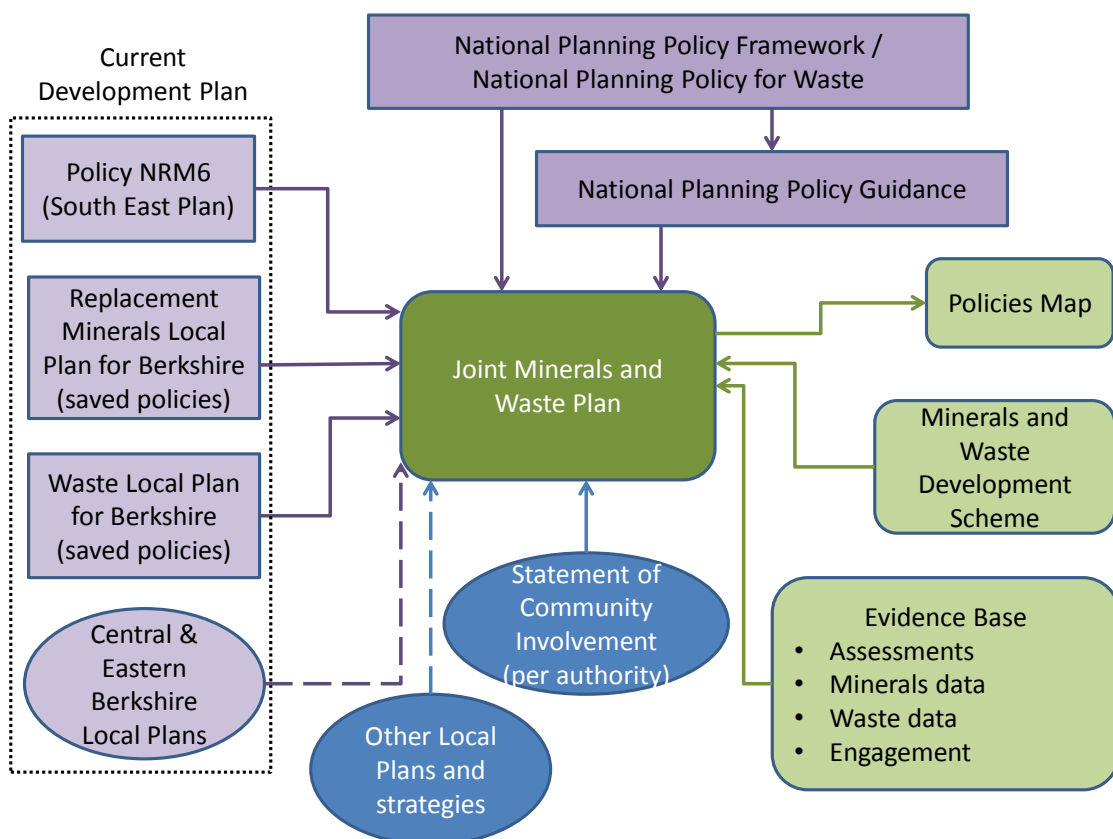 Current
Development Plan
Policy NRM6
(South East Plan)
Replacement
Minerals Local
Plan for Berkshire
(saved policies)
Waste Local Plan
for Berkshire
(saved policies)
Central &
Eastern
Berkshire
Local Plans
National Planning Policy Framework /
National Planning Policy for Waste
National Planning Policy Guidance
Joint Minerals and
Waste Plan
Statement of
Community
Involvement
(per authority)
Other Local
Plans and
strategies
Policies Map
Minerals and
Waste
Development
Scheme
Evidence Base
• Assessments
• Minerals data
• Waste data
• Engagement